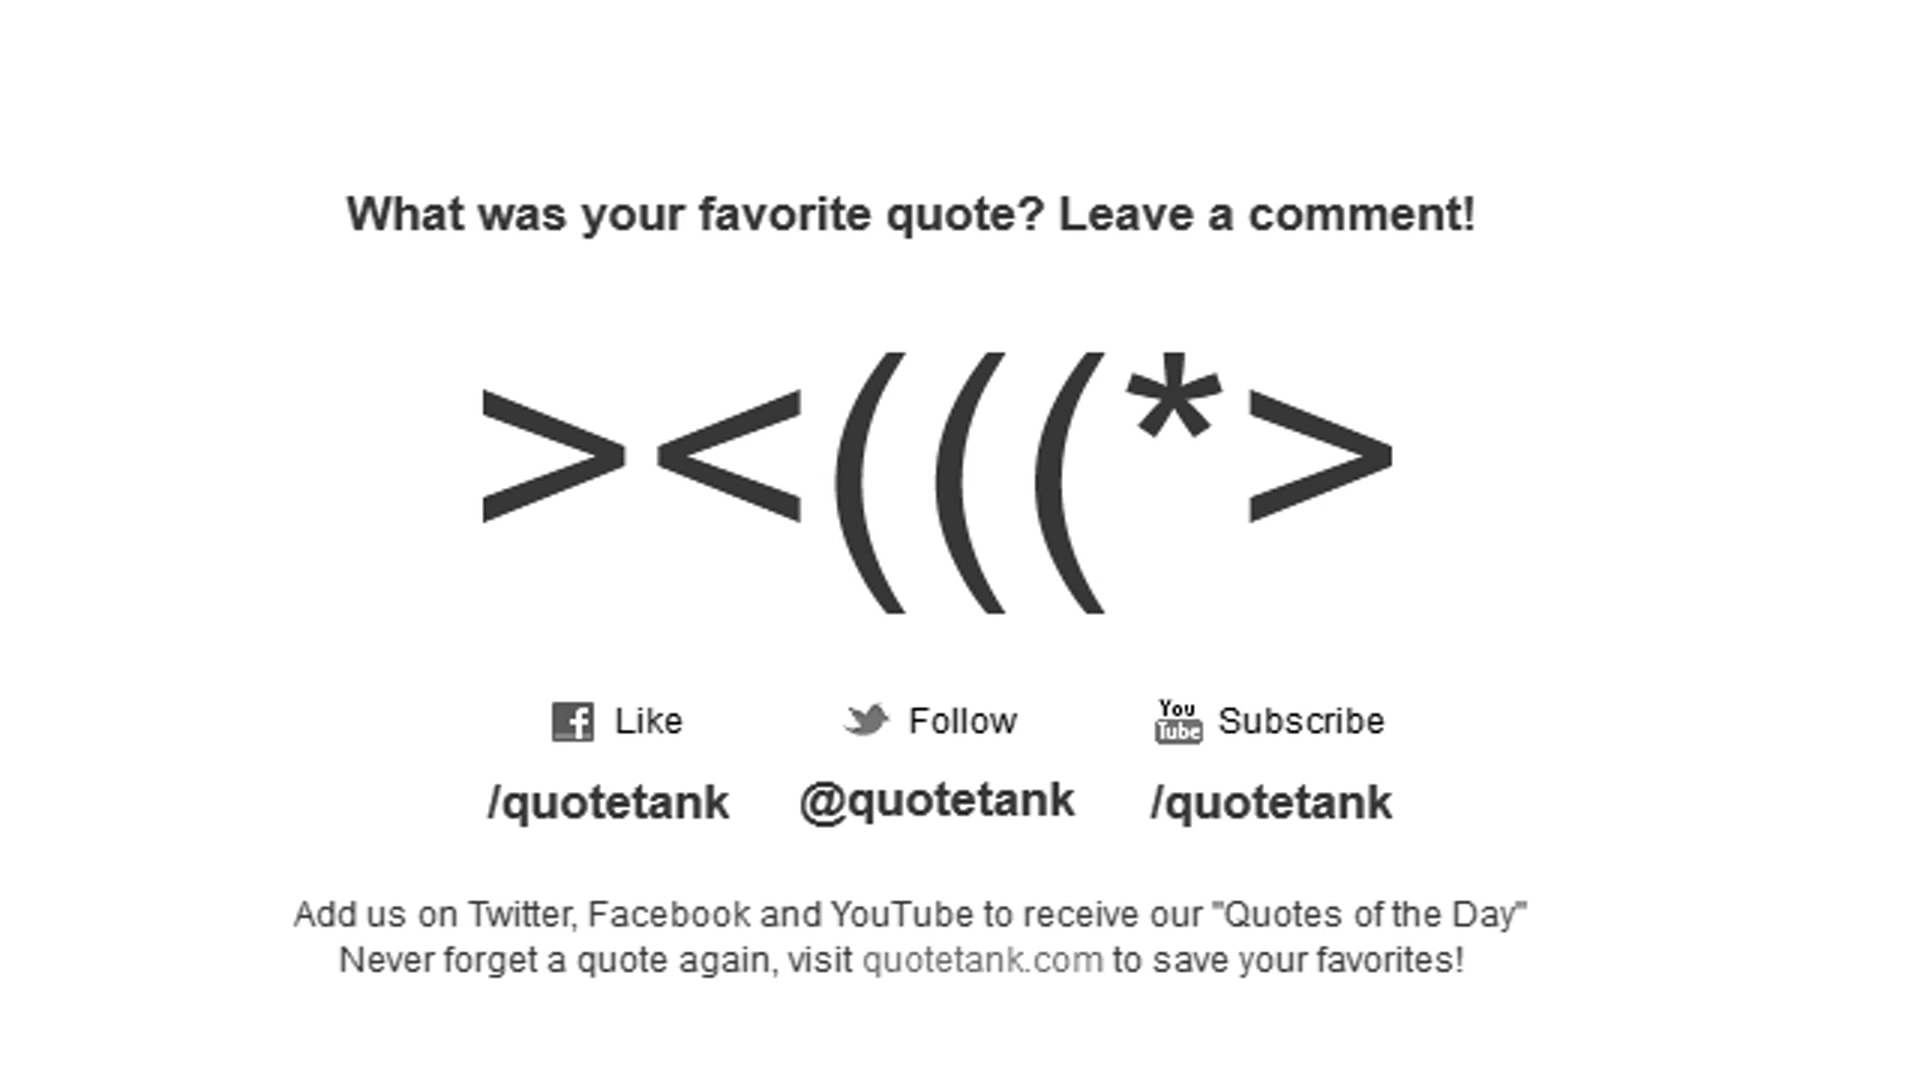 What was your favorite quote? Leave a comment!
><(((*>
f Like Follow You Tube Subscribe
/quotetank @quotetank /quotetank
Add us on Twitter, Facebook and YouTube to receive our "Quotes of the Day"
Never forget a quote again, visit quotetank.com to save your favorites!